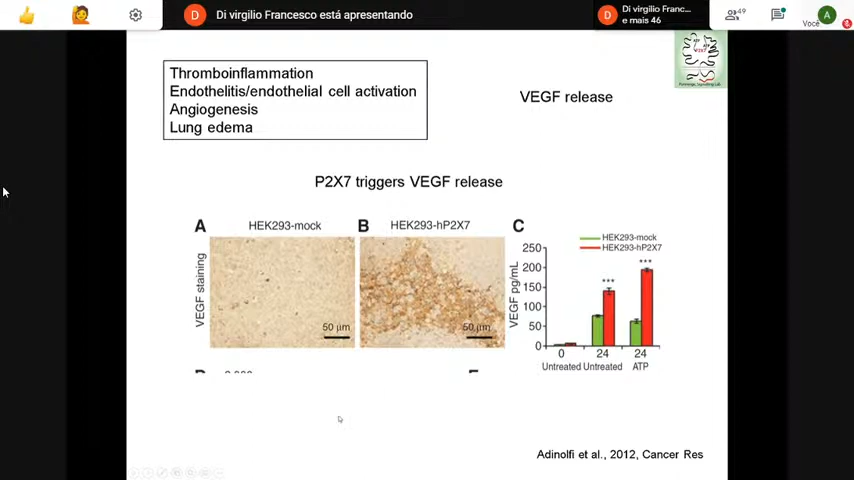 D Di virgilio Francesco está apresentando
D Di virgilio Franc...
e mais 46
49
Você
A
Thromboinflammation
Endothelitis/endothelial cell activation
Angiogenesis
Lung edema
VEGF release
P2X7 triggers VEGF release
A HEK293-mock
B HEK293-hP2X7
C
VEGF staining
50 µm
50 µm
HEK293-mock
HEK293-hP2X7
VEGF pg/mL
250
200
150
100
50
0
***
***
0 24 24
Untreated Untreated ATP
Adinolfi et al., 2012, Cancer Res